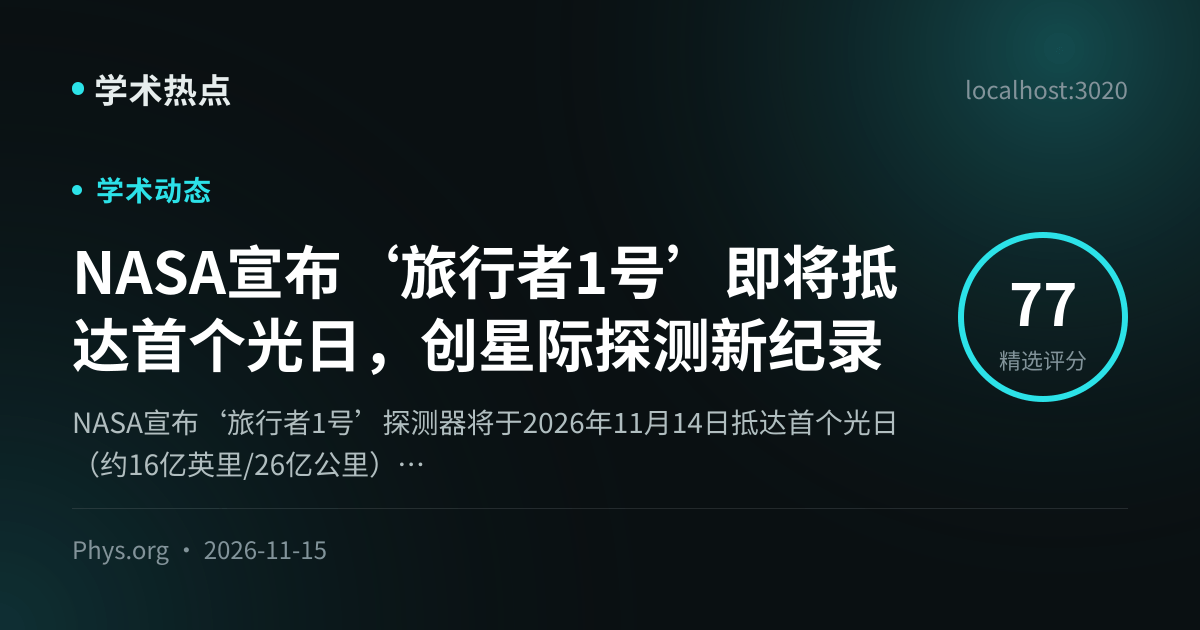 学术热点
localhost:3020
学术动态
NASA宣布‘旅行者1号’即将抵
达首个光日，创星际探测新纪录
77
精选评分
NASA宣布‘旅行者1号’探测器将于2026年11月14日抵达首个光日
（约16亿英里/26亿公里）…
Phys.org · 2026-11-15